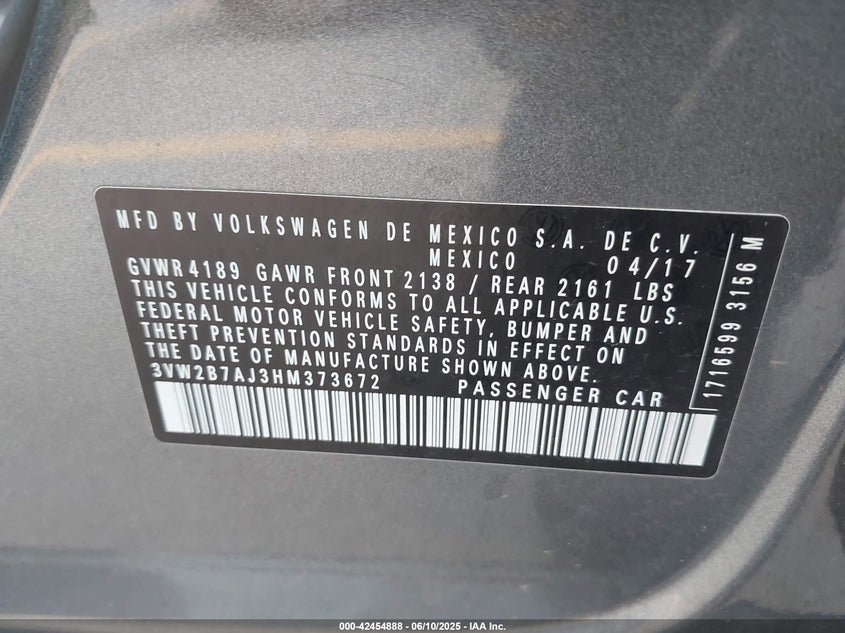 MFD BY VOLKSWAGEN DE MEXICO S.A. DE C.V.
MEXICO 04/17
GVWR 4189 GAWR FRONT 2138 / REAR 2161 LBS
THIS VEHICLE CONFORMS TO ALL APPLICABLE U.S.
FEDERAL MOTOR VEHICLE SAFETY, BUMPER AND
THEFT PREVENTION STANDARDS IN EFFECT ON
THE DATE OF MANUFACTURE SHOWN ABOVE.
3VW2B7AJ3HM373672 PASSENGER CAR
1716599 3156 M
000-42454888 - 06/10/2025 - IAA Inc.